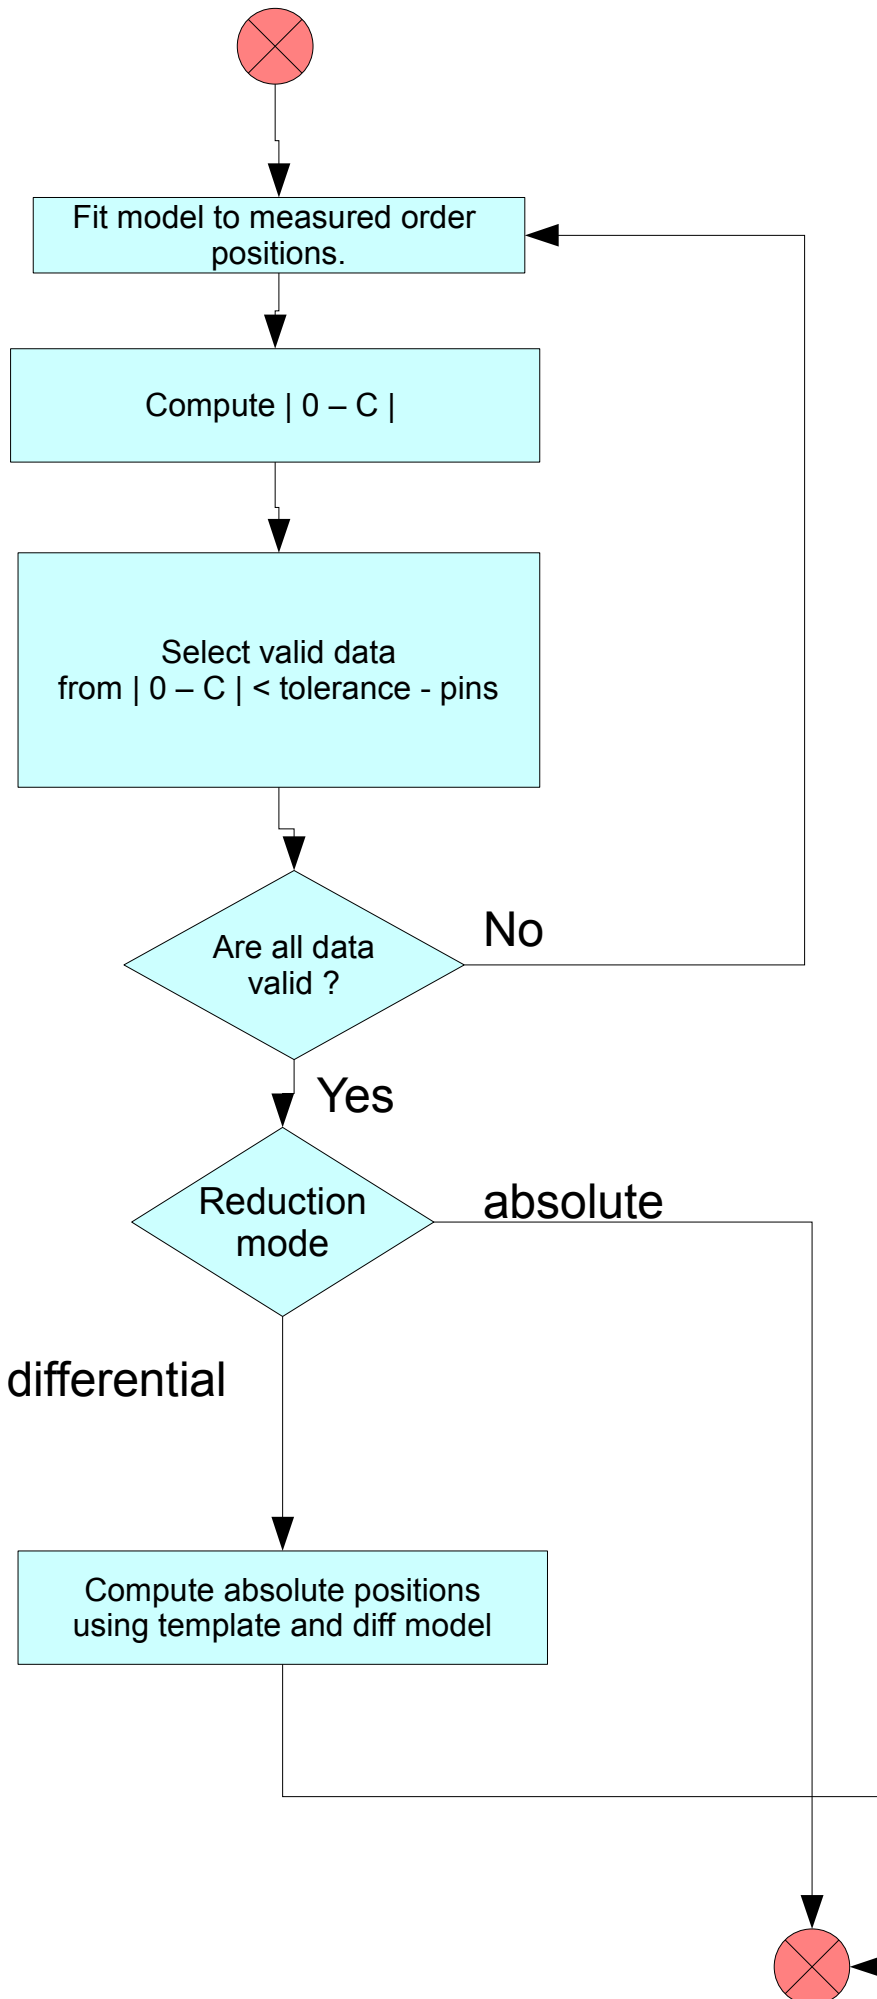 Fit model to measured order
positions.
Compute | 0 – C |
Select valid data
from | 0 – C | < tolerance - pins
Are all data
valid ?
No
Yes
Reduction
mode
absolute
differential
Compute absolute positions
using template and diff model